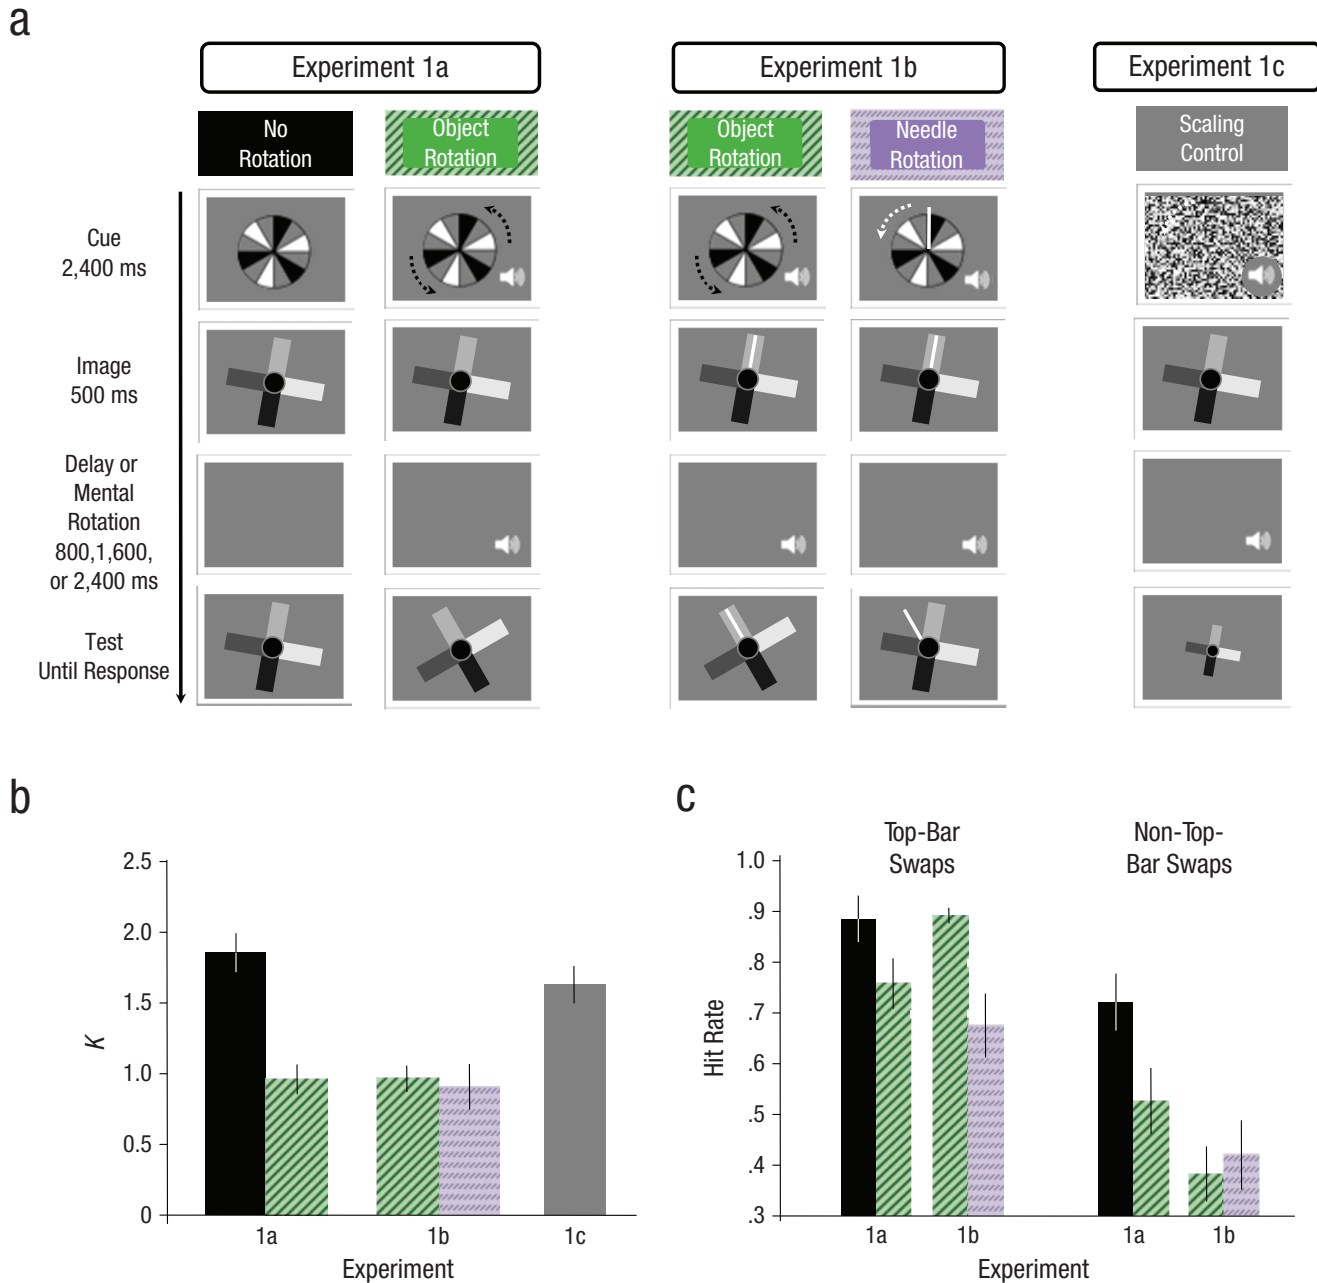 a
Experiment 1a
Experiment 1b
Experiment 1c
No
Rotation
Object
Rotation
Object
Rotation
Needle
Rotation
Scaling
Control
Cue
2,400 ms
Image
500 ms
Delay or
Mental
Rotation
800,1,600,
or 2,400 ms
Test
Until Response
b
2.5
2.0
1.5
1.0
0.5
0
K
1a
1b
1c
Experiment
c
Top-Bar
Swaps
Non-Top-
Bar Swaps
1.0
.9
.8
.7
.6
.5
.4
.3
Hit Rate
1a
1b
1a
1b
Experiment